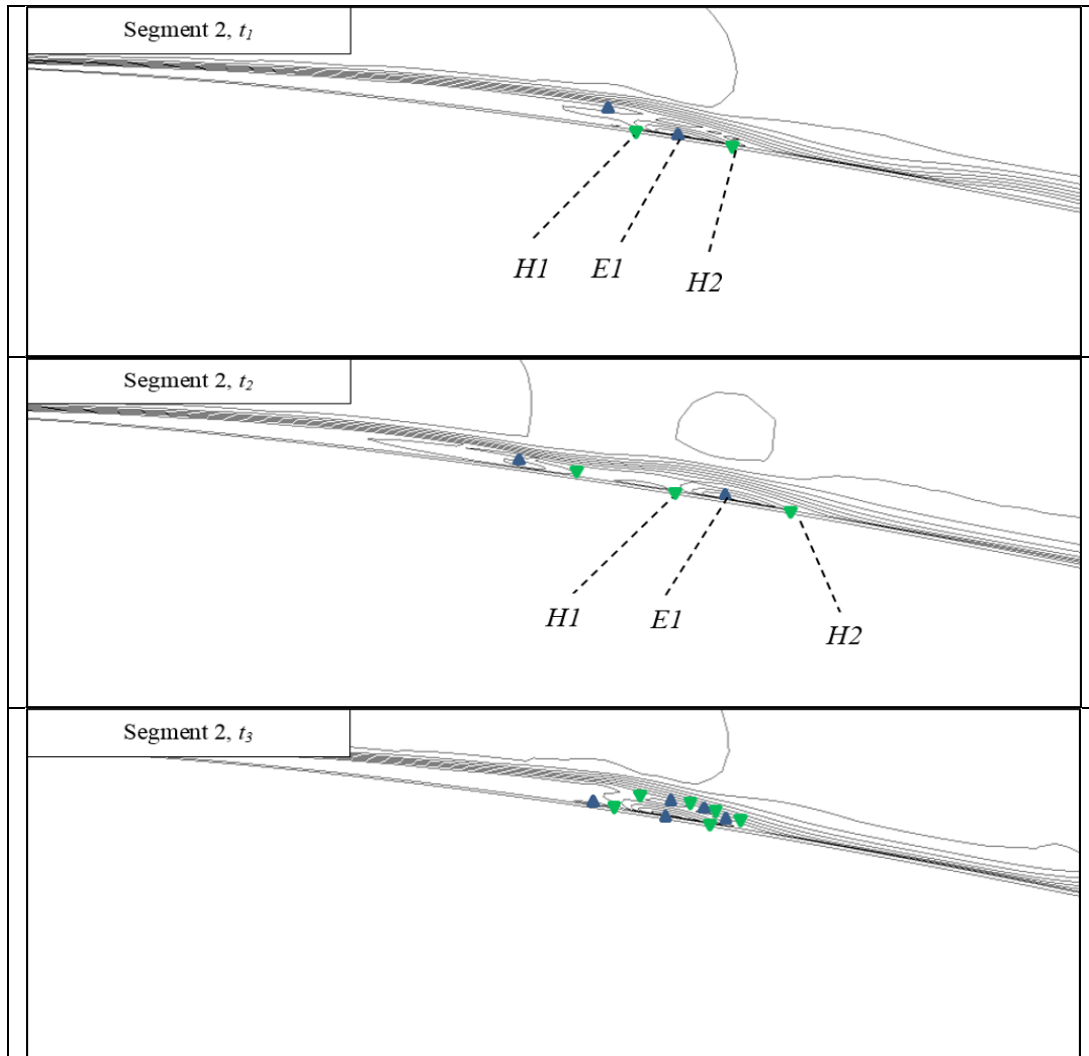 Segment 2, t1
H1 E1 H2
Segment 2, t2
H1 E1 H2
Segment 2, t3